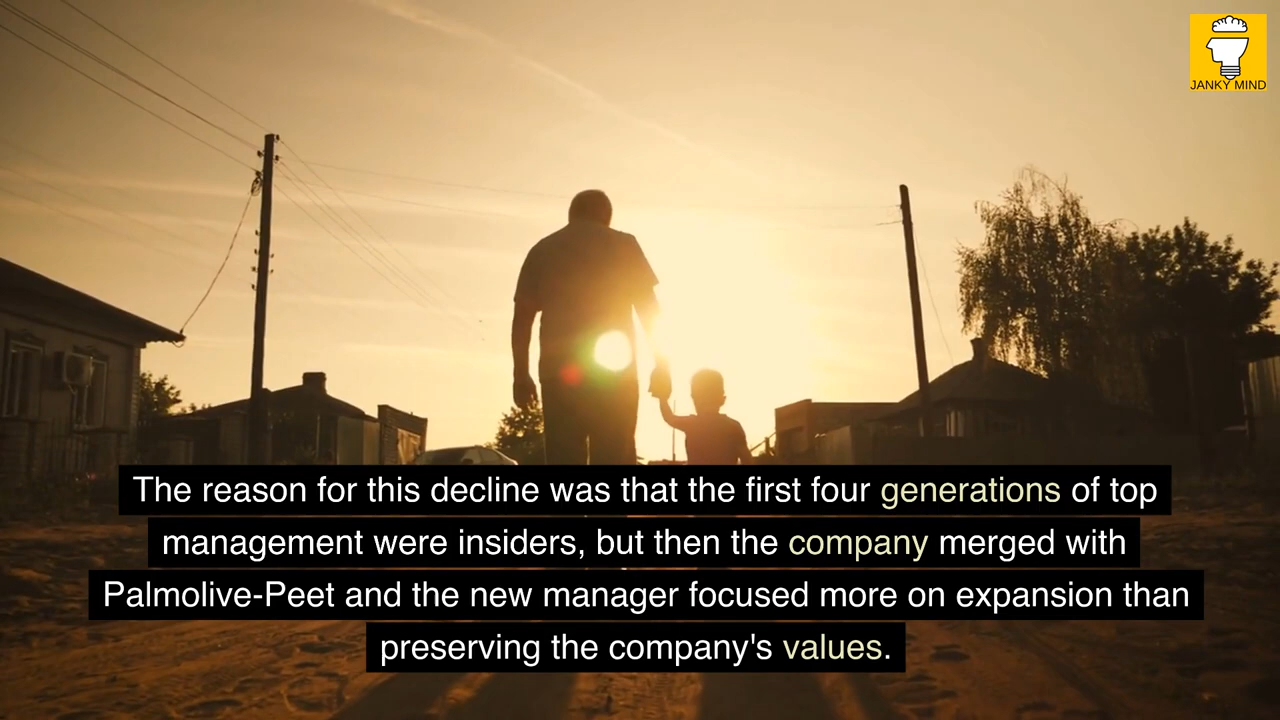 JANKY MIND
The reason for this decline was that the first four generations of top
management were insiders, but then the company merged with
Palmolive-Peet and the new manager focused more on expansion than
preserving the company's values.